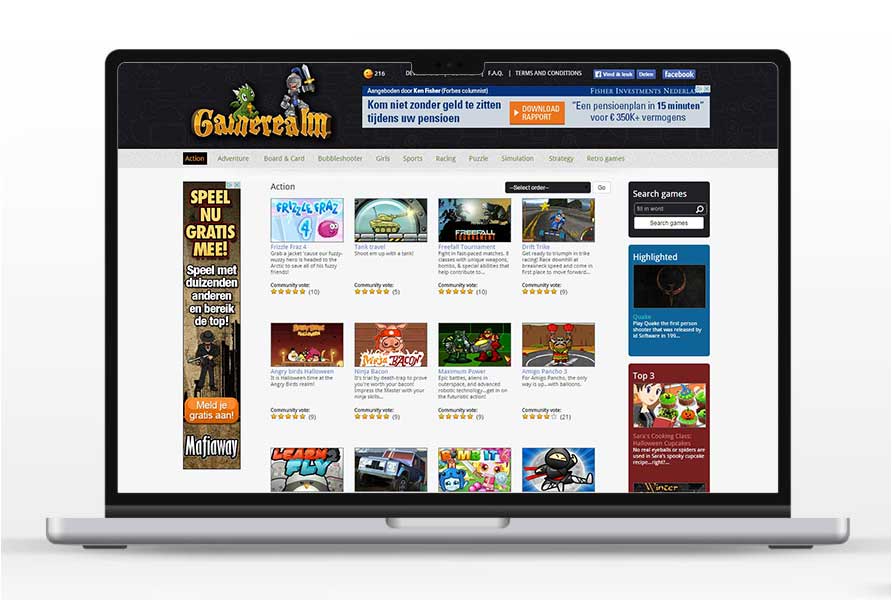 216
F.A.Q. | TERMS AND CONDITIONS
Vind ik leuk
Delen
facebook
Gamerealm
Aangeboden door Ken Fisher (Forbes columnist)
FISHER INVESTMENTS NEDERLAND
Kom niet zonder geld te zitten
tijdens uw pensioen
DOWNLOAD
RAPPORT
"Een pensioenplan in 15 minuten"
voor € 350K+ vermogens
Action
Adventure
Board & Card
Bubbleshooter
Girls
Sports
Racing
Puzzle
Simulation
Strategy
Retro games
SPEEL
NU
GRATIS
MEE!
Speel met
duizenden
anderen
en bereik
de top!
Meld je
gratis aan!
Mafiaway
Action
--Select order--
Go
FRIZZLE FRAZ
4
Frizzle Fraz 4
Grab a jacket 'cause our fuzzy-
wuzzy hero is headed to the
Arctic to save all of his fuzzy
friends!
Community vote:
(10)
Tank travel
Shoot em up with a tank!
Community vote:
(5)
FREEFALL
TOURNAMENT
Freefall Tournament
Fight in fast-paced matches. 8
classes with unique weapons,
bombs, & special abilities that
help contribute to...
Community vote:
(10)
Drift Trike
Get ready to triumph in trike
racing! Race downhill at
breakneck speed and come in
first place to move forward...
Community vote:
(9)
Angry birds Halloween
It is Halloween time at the
Angry Birds realm!
Community vote:
(9)
NINJA BACON
Ninja Bacon
It's trial by death-trap to prove
you're worth your bacon!
Impress the Master with your
ninja skills...
Community vote:
(9)
Maximum Power
Epic battles, aliens in
outerspace, and advanced
robotic technology...get in on
the futuristic action!
Community vote:
(9)
Amigo Pancho 3
For Amigo Pancho, the only
way is up...with balloons.
Community vote:
(21)
LEARN 2
FLY
BOMB IT
Search games
fill in word
Search games
Highlighted
Quake
Play Quake the first person
shooter that was released by
id Software in 199...
Top 3
Sara's Cooking Class:
Halloween Cupcakes
No real eyeballs or spiders are
used in Sara's spooky cupcake
recipe...right?...
Winter